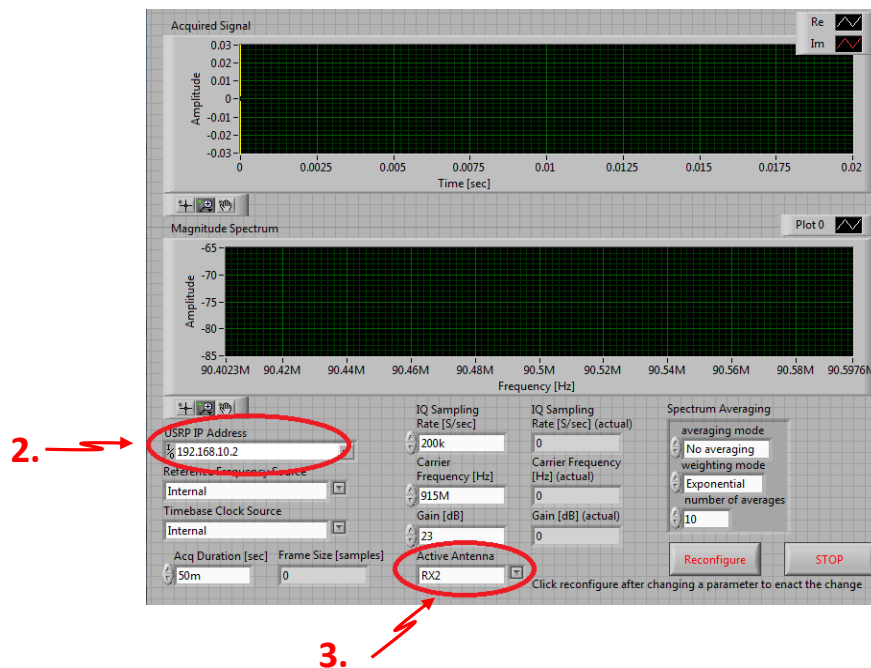 Acquired Signal
Re
Im
0.03
0.02
0.01
0
-0.01
-0.02
-0.03
Amplitude
0 0.0025 0.005 0.0075 0.01 0.0125 0.015 0.0175 0.02
Time [sec]
Magnitude Spectrum
Plot 0
-65
-70
-75
-80
-85
Amplitude
90.4023M 90.42M 90.44M 90.46M 90.48M 90.5M 90.52M 90.54M 90.56M 90.58M 90.5976M
Frequency [Hz]
2.
USRP IP Address
192.168.10.2
Reference Frequency Source
Internal
Timebase Clock Source
Internal
Acq Duration [sec]
50m
Frame Size [samples]
0
IQ Sampling
Rate [S/sec]
200k
Carrier
Frequency [Hz]
915M
Gain [dB]
23
Active Antenna
RX2
IQ Sampling
Rate [S/sec] (actual)
0
Carrier Frequency
[Hz] (actual)
0
Gain [dB] (actual)
0
Spectrum Averaging
averaging mode
No averaging
weighting mode
Exponential
number of averages
10
Reconfigure
STOP
Click reconfigure after changing a parameter to enact the change
3.